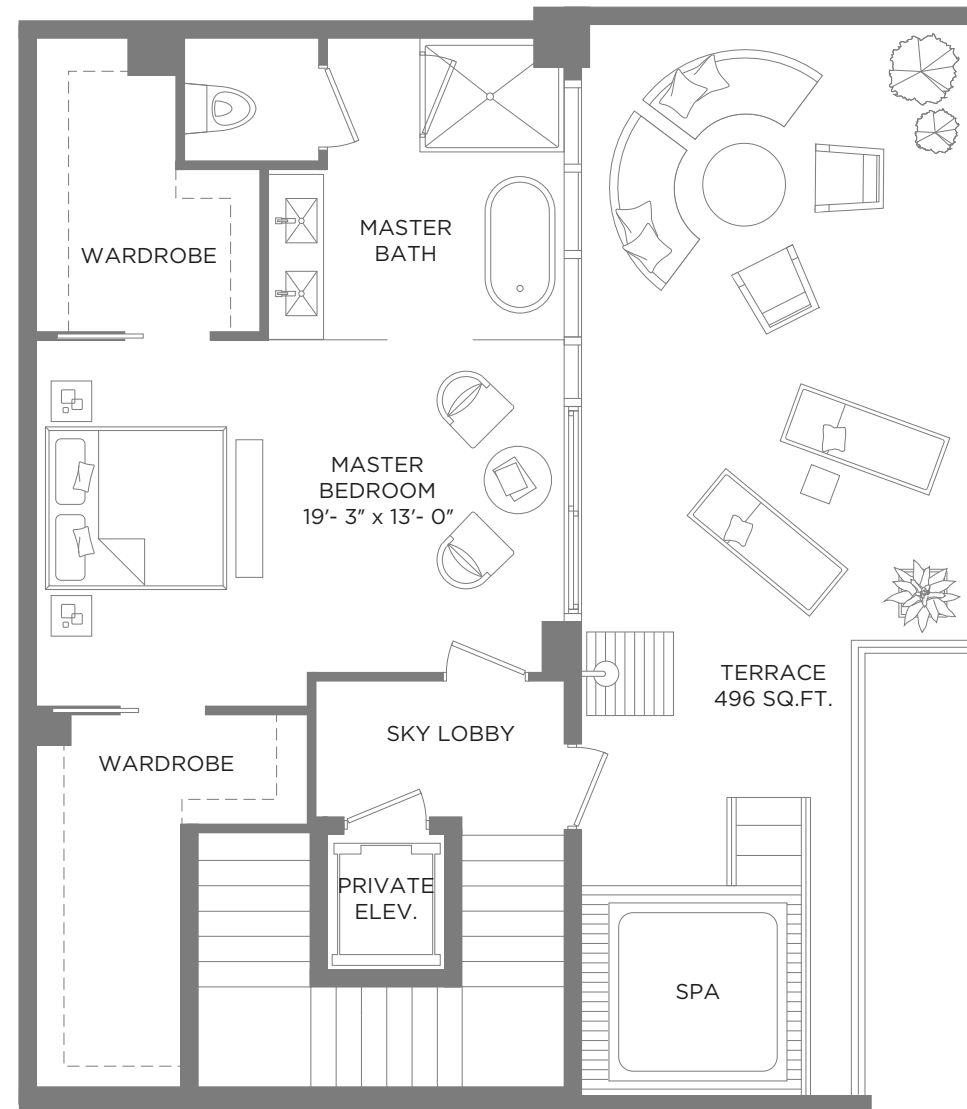 MASTER
BATH
WARDROBE
MASTER
BEDROOM
19'- 3" x 13'- 0"
TERRACE
496 SQ.FT.
SKY LOBBY
WARDROBE
PRIVATE
ELEV.
SPA